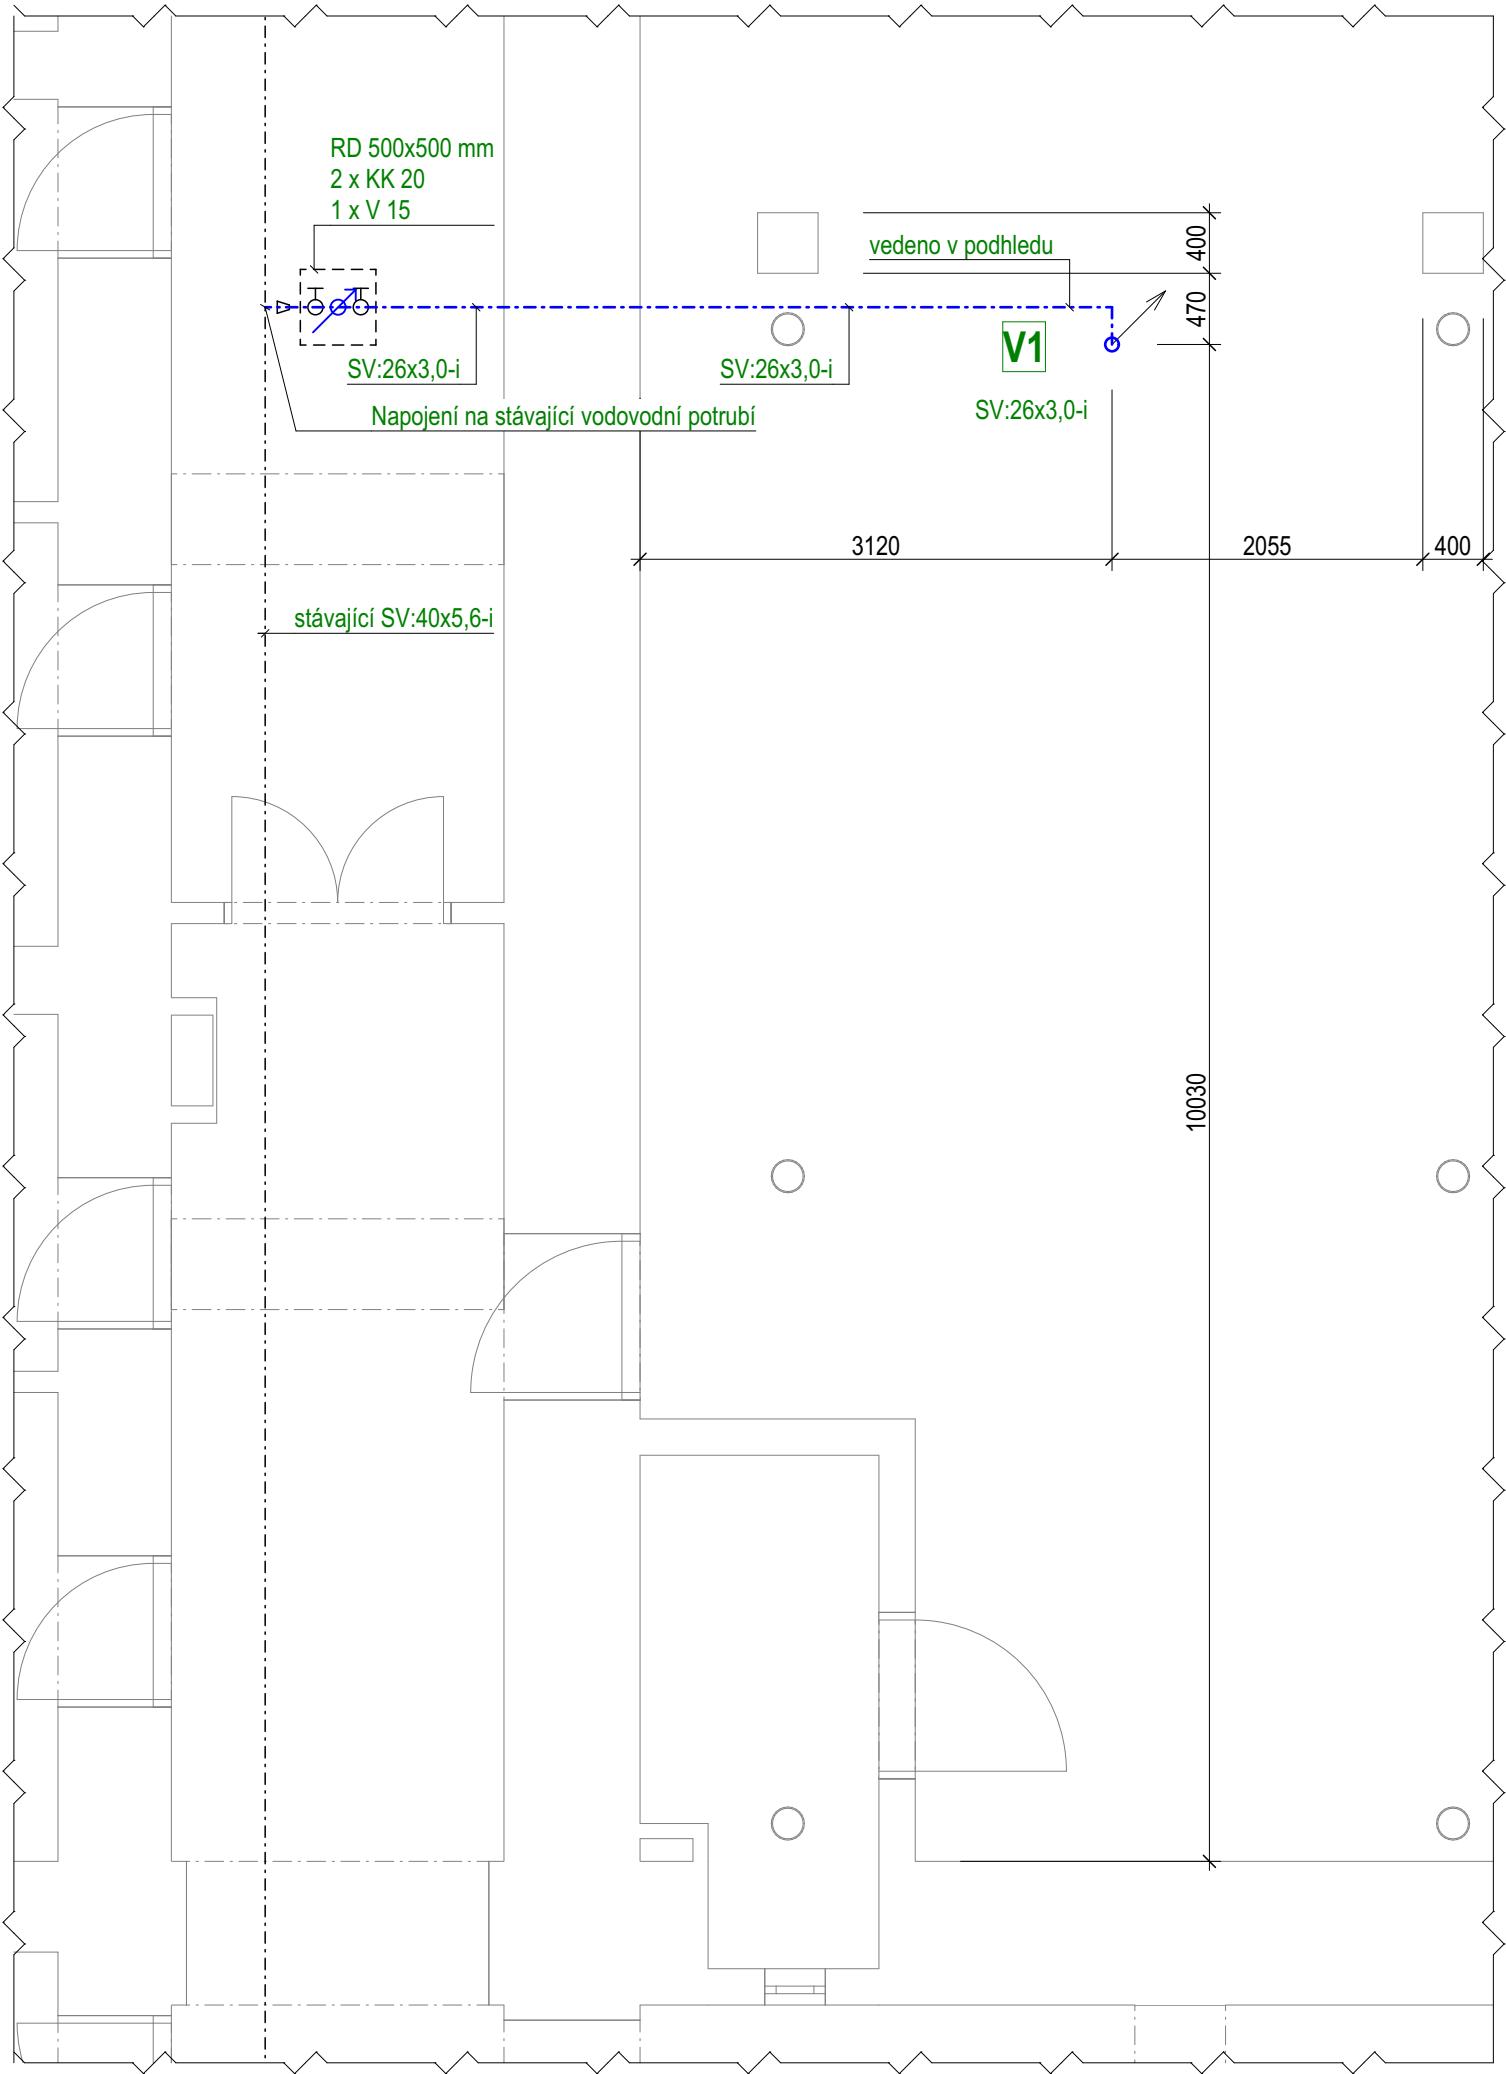 RD 500x500 mm
2 x KK 20
1 x V 15
vedeno v podhledu
400
470
V1
SV:26x3,0-i
SV:26x3,0-i
SV:26x3,0-i
Napojení na stávající vodovodní potrubí
3120
2055
400
stávající SV:40x5,6-i
10030